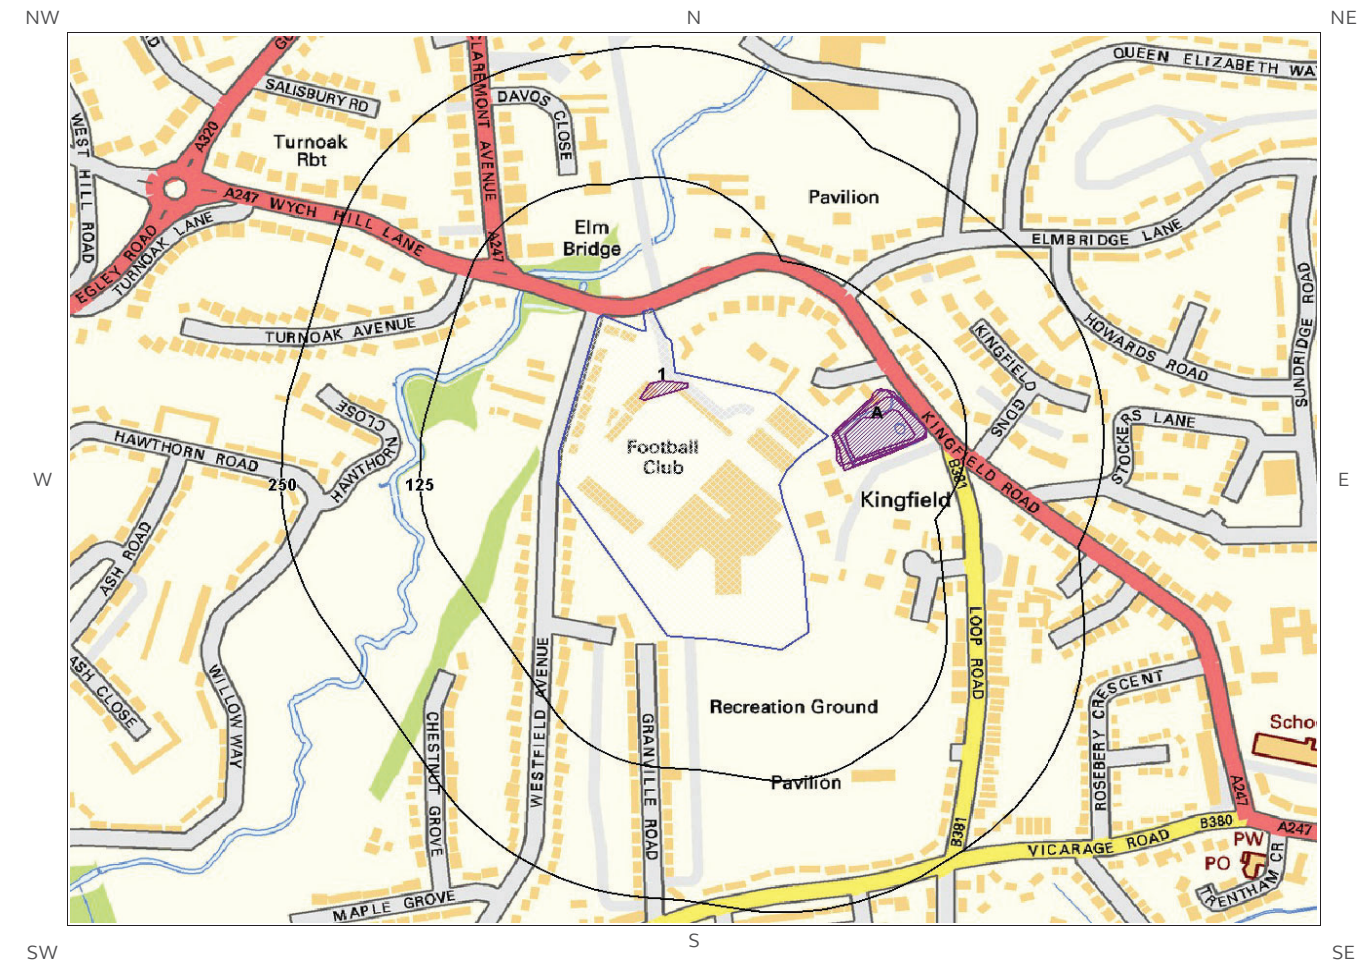 NW
N
NE
SALISBURY RD
CLAREMONT AVENUE
DAVOS
CLOSE
QUEEN ELIZABETH WA
WEST HILL ROAD
A320
Turnoak
Rbt
Pavilion
A247 WYCH HILL LANE
TURNOAK LANE
EGLEY ROAD
A247
Elm
Bridge
ELMBRIDGE LANE
SUNDRIDGE ROAD
TURNOAK AVENUE
HOWARDS ROAD
KINGFIELD
GDNS
1
A
HAWTHORN
CLOSE
STOCKERS LANE
HAWTHORN ROAD
Football
Club
KINGFIELD ROAD
B381
W
250
125
Kingfield
E
ASH ROAD
LOOP ROAD
ASH CLOSE
WILLOW WAY
WESTFIELD AVENUE
Recreation Ground
ROSEBERY CRESCENT
Schoo
CHESTNUT GROVE
GRANVILLE ROAD
Pavilion
A247
B381
VICARAGE ROAD
B380
A247
PW
PO
TRENTHAM CR
MAPLE GROVE
SW
S
SE